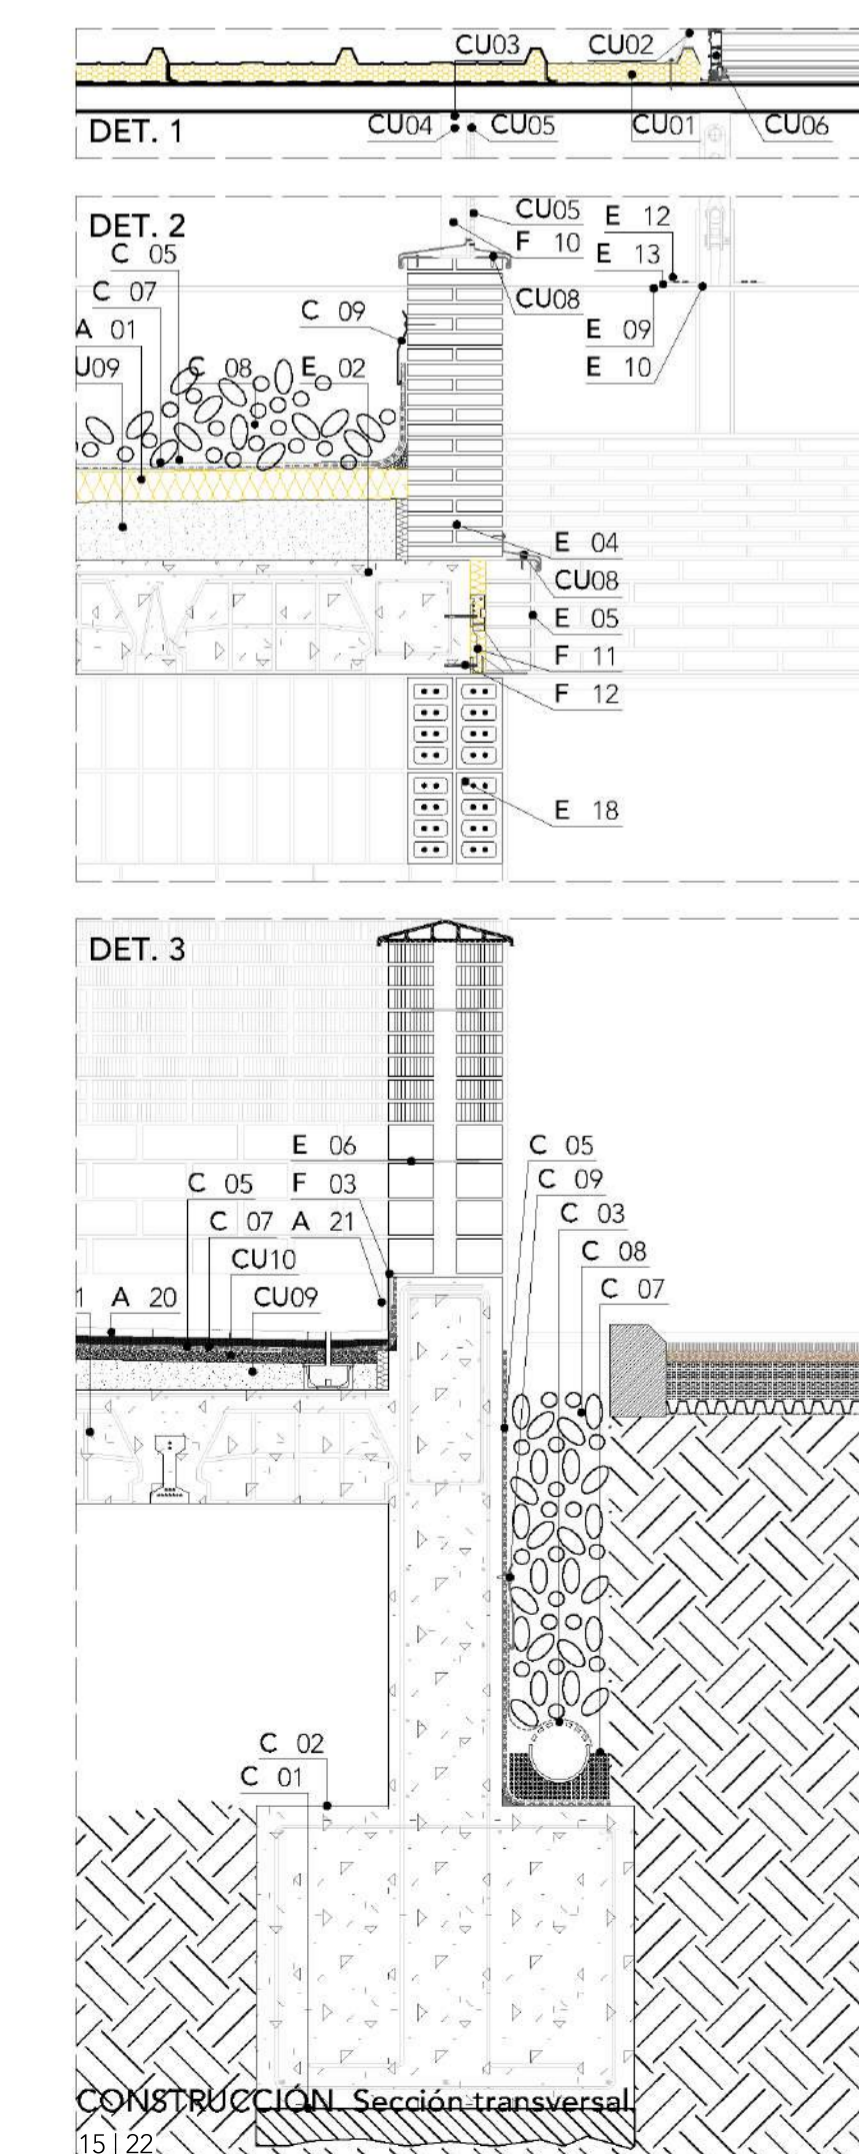 CU03 CU02
DET. 1 CU04 CU05 CU01 CU06
DET. 2
CU05
E 12
C 05
F 10
E 13
C 07
C 09
CU08
A 01
E 09
U09
C 08
E 02
E 10
E 04
CU08
E 05
F 11
F 12
E 18
DET. 3
E 06
C 05
C 05
F 03
C 09
C 07
A 21
C 03
CU10
C 08
1
A 20
CU09
C 07
C 02
C 01
CONSTRUCCIÓN. Sección transversal
15 | 22